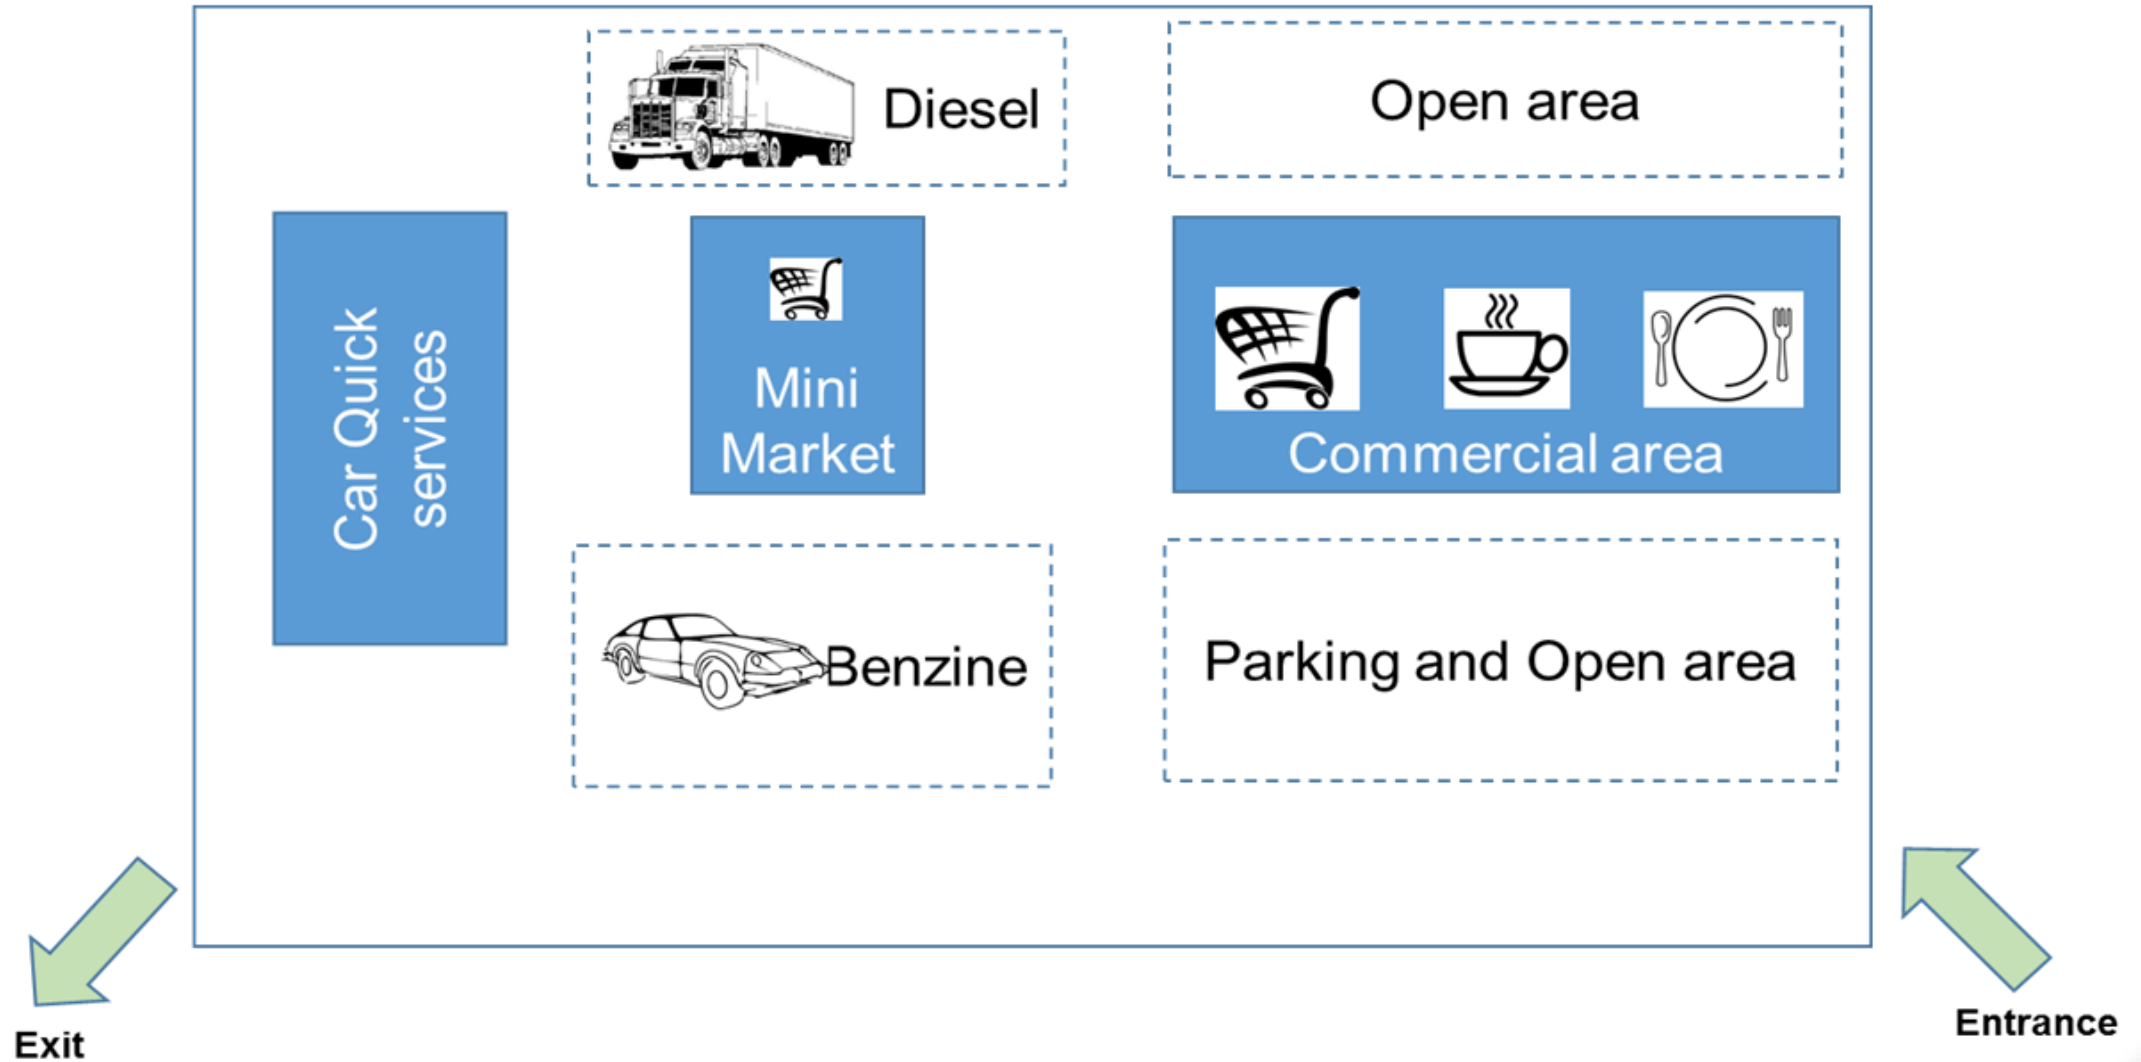 Diesel
Open area
Car Quick
services
Mini
Market
Commercial area
Benzine
Parking and Open area
Exit
Entrance